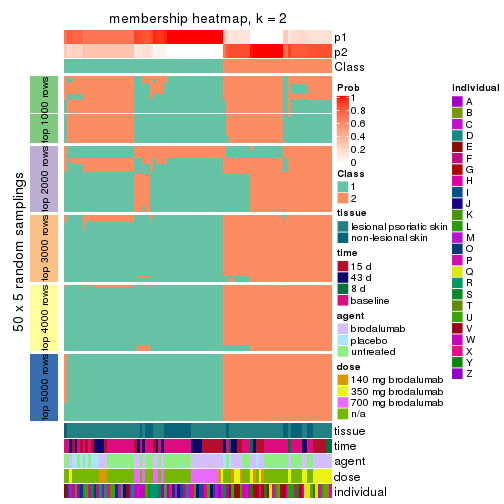 membership heatmap, k = 2
p1
p2
Class
50 x 5 random samplings
top 1000 rows
top 2000 rows
top 3000 rows
top 4000 rows
top 5000 rows
tissue
time
agent
dose
individual
Prob
1
0.8
0.6
0.4
0.2
0
Class
1
2
tissue
lesional psoriatic skin
non-lesional skin
time
15 d
43 d
8 d
baseline
agent
brodalumab
placebo
untreated
dose
140 mg brodalumab
350 mg brodalumab
700 mg brodalumab
n/a
individual
A
B
C
D
E
F
G
H
I
J
K
L
M
O
P
Q
R
S
T
U
V
W
X
Y
Z